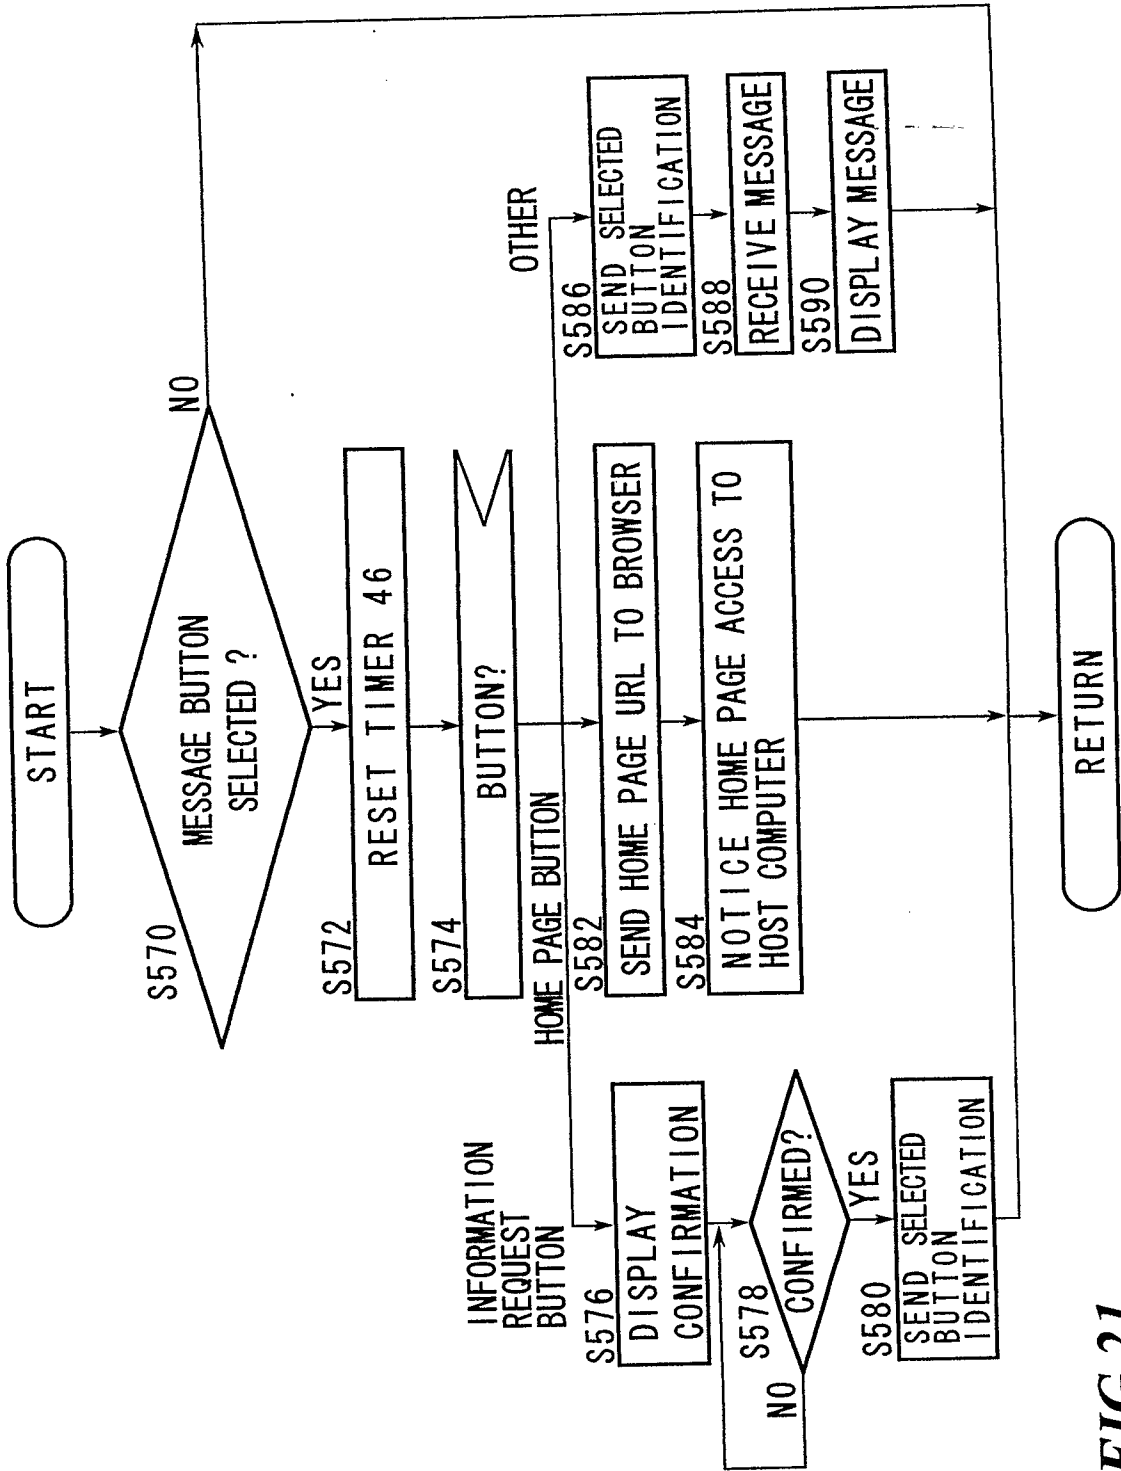 START
S570
MESSAGE BUTTON
SELECTED ?
NO
YES
S572
RESET TIMER 46
S574
BUTTON?
INFORMATION
REQUEST
BUTTON
HOME PAGE BUTTON
OTHER
S576
DISPLAY
CONFIRMATION
S578
CONFIRMED?
NO
YES
S580
SEND SELECTED
BUTTON
IDENTIFICATION
S582
SEND HOME PAGE URL TO BROWSER
S584
NOTICE HOME PAGE ACCESS TO
HOST COMPUTER
S586
SEND SELECTED
BUTTON
IDENTIFICATION
S588
RECEIVE MESSAGE
S590
DISPLAY MESSAGE
RETURN
FIG.21